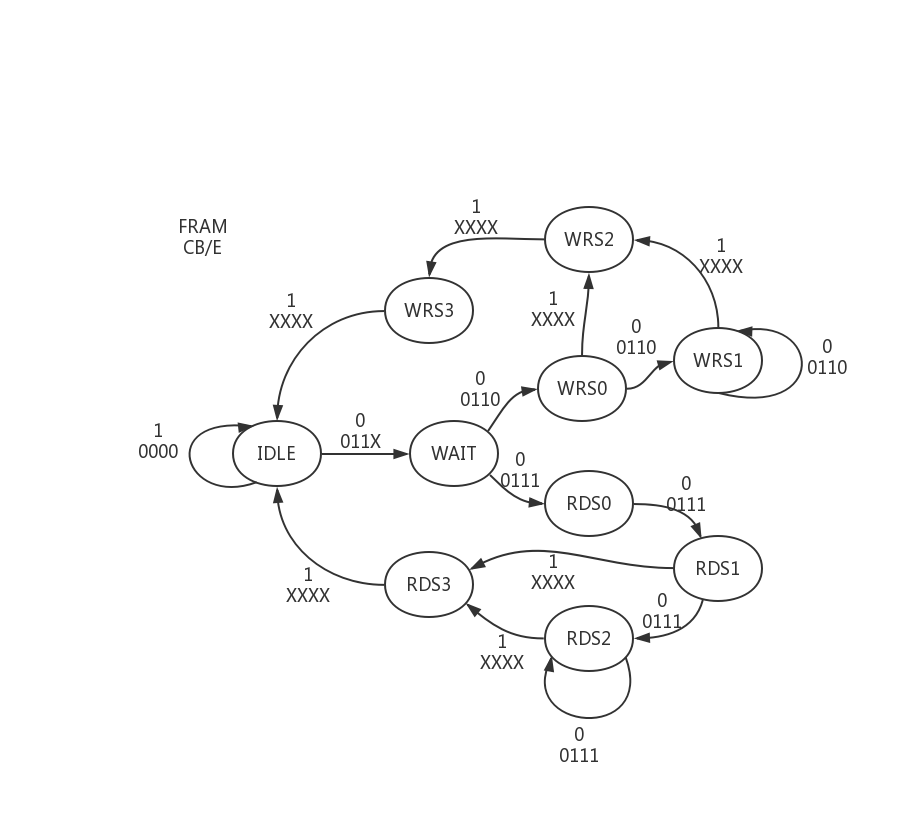 1
XXXX
WRS2
FRAM
CB/E
1
XXXX
1
XXXX
WRS3
1
XXXX
0
0110
WRS1
0
0110
0
0110
WRS0
1
0000
IDLE
0
011X
WAIT
0
0111
RDS0
0
0111
RDS1
1
XXXX
RDS3
1
XXXX
0
0111
RDS2
1
XXXX
0
0111